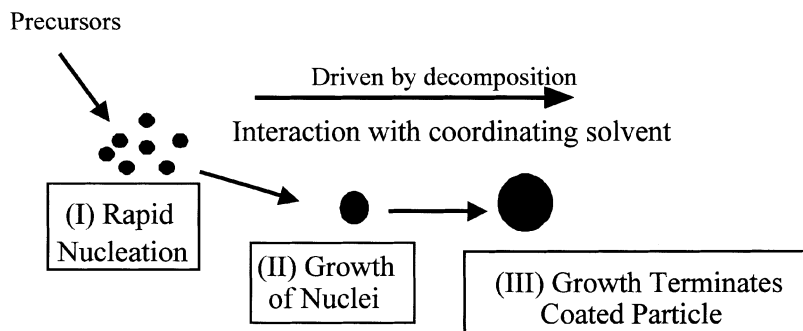 Precursors
Driven by decomposition
Interaction with coordinating solvent
(I) Rapid
Nucleation
(II) Growth
of Nuclei
(III) Growth Terminates
Coated Particle